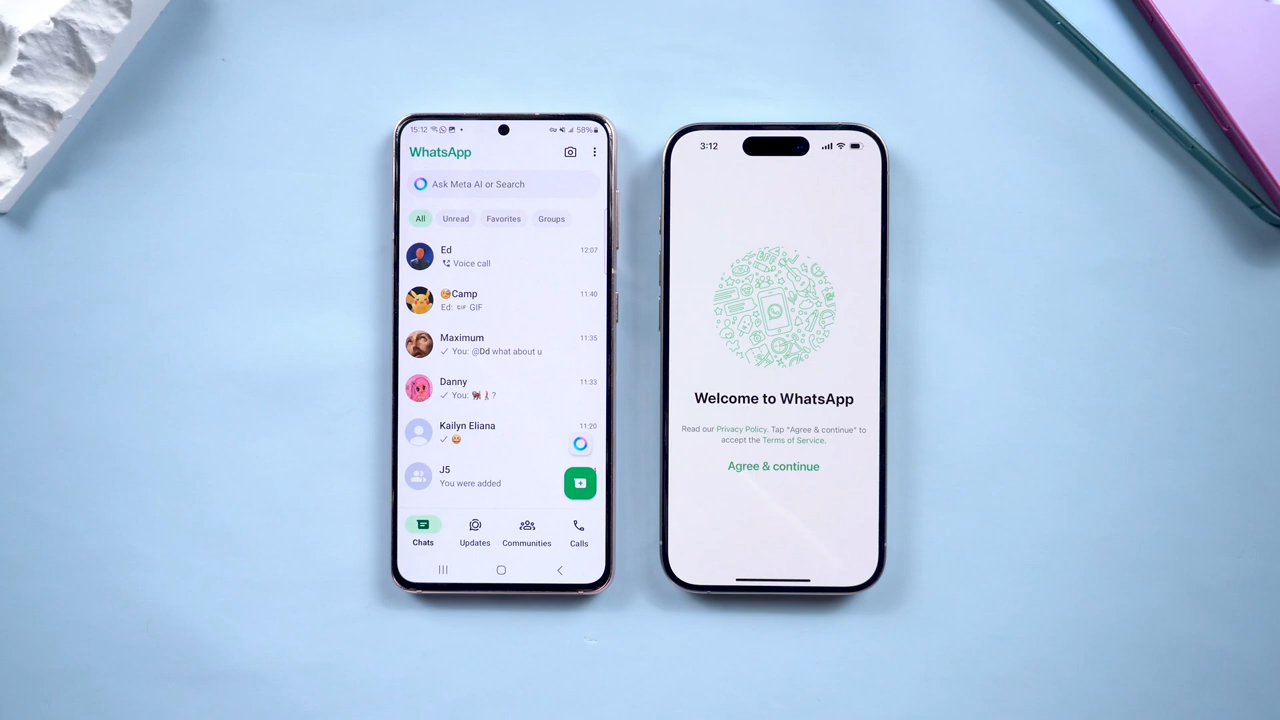 15:12
58%
WhatsApp
Ask Meta AI or Search
All Unread Favorites Groups
Ed 12:07
Voice call
🧐Camp 11:40
Ed: GIF GIF
Maximum 11:35
You: @Dd what about u
Danny 11:33
You: ?
Kailyn Eliana 11:20
J5
You were added
Chats Updates Communities Calls
3:12
Welcome to WhatsApp
Read our Privacy Policy. Tap "Agree & continue" to
accept the Terms of Service.
Agree & continue